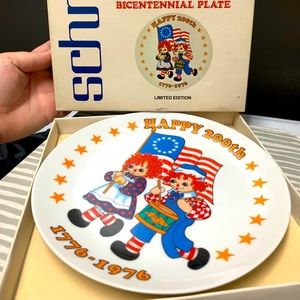 schm
BICENTENNIAL PLATE
HAPPY 200th
1776-1976
LIMITED EDITION
HAPPY 200th
1776-1976